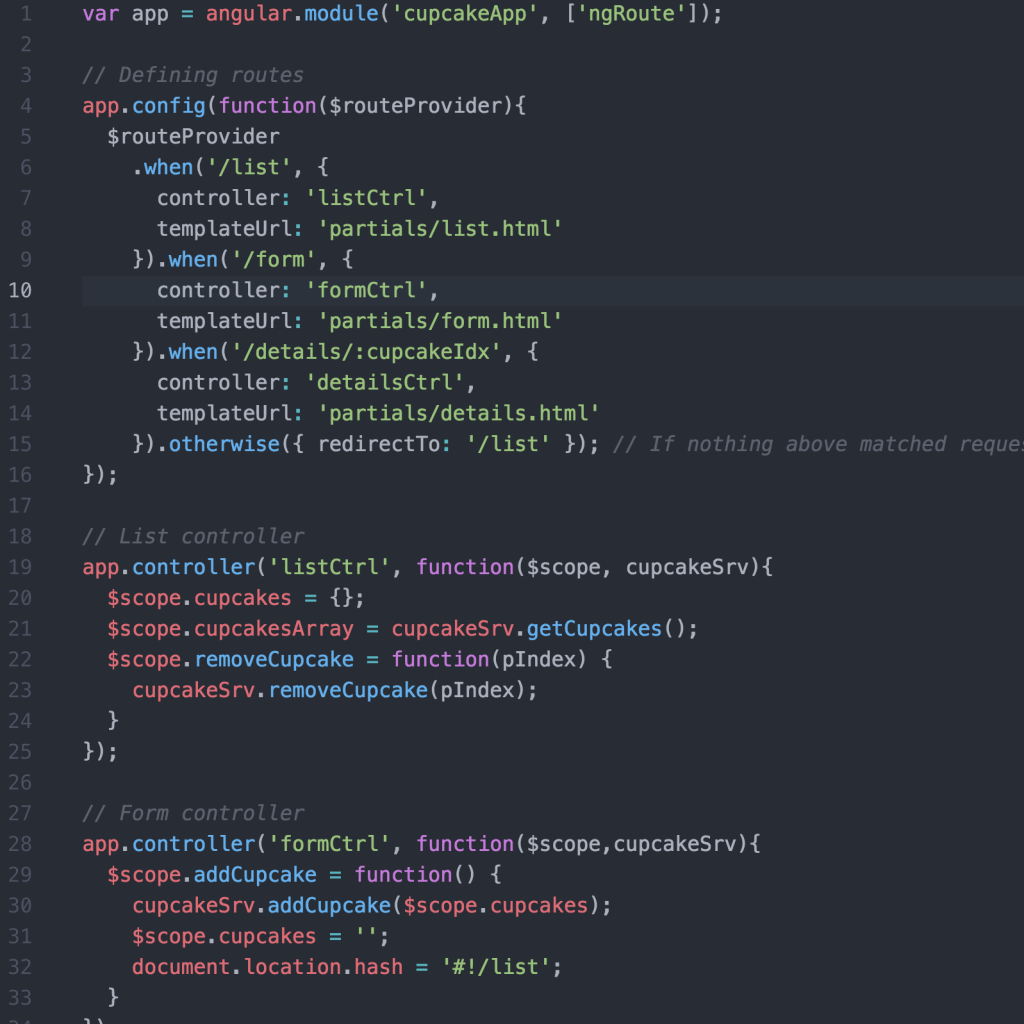 1 var app = angular.module('cupcakeApp', ['ngRoute']);
2
3 // Defining routes
4 app.config(function($routeProvider){
5 $routeProvider
6 .when('/list', {
7 controller: 'listCtrl',
8 templateUrl: 'partials/list.html'
9 }).when('/form', {
10 controller: 'formCtrl',
11 templateUrl: 'partials/form.html'
12 }).when('/details/:cupcakeIdx', {
13 controller: 'detailsCtrl',
14 templateUrl: 'partials/details.html'
15 }).otherwise({ redirectTo: '/list' }); // If nothing above matched reques
16 });
17
18 // List controller
19 app.controller('listCtrl', function($scope, cupcakeSrv){
20 $scope.cupcakes = {};
21 $scope.cupcakesArray = cupcakeSrv.getCupcakes();
22 $scope.removeCupcake = function(pIndex) {
23 cupcakeSrv.removeCupcake(pIndex);
24 }
25 });
26
27 // Form controller
28 app.controller('formCtrl', function($scope,cupcakeSrv){
29 $scope.addCupcake = function() {
30 cupcakeSrv.addCupcake($scope.cupcakes);
31 $scope.cupcakes = '';
32 document.location.hash = '#!/list';
33 }